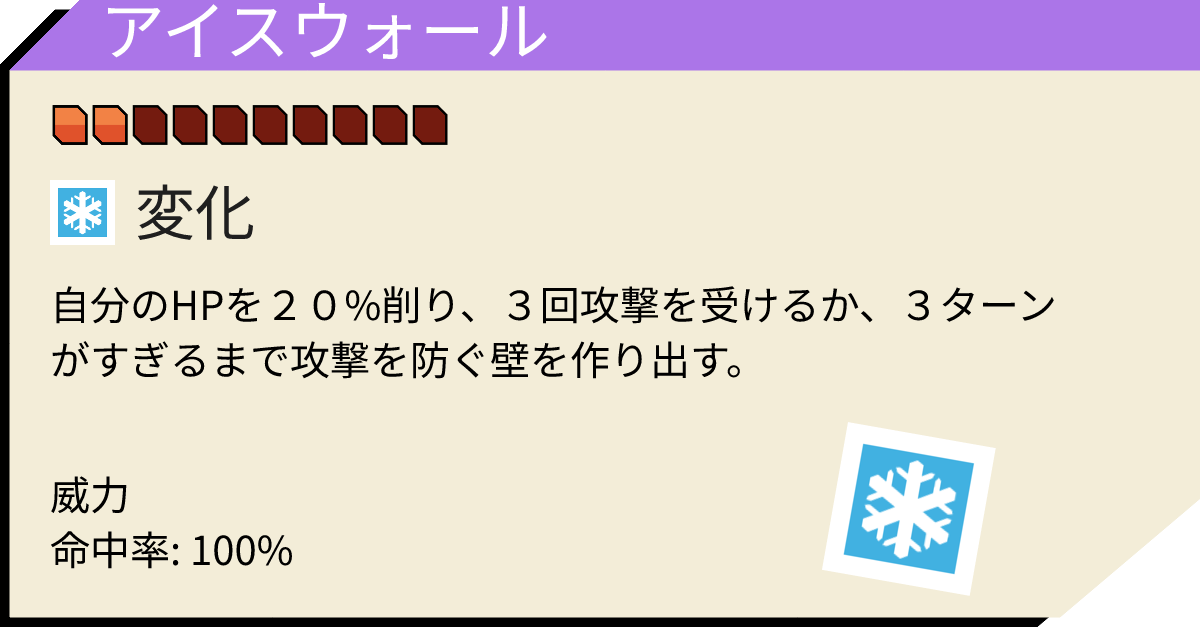 アイスウォール
変化
自分のHPを２０%削り、３回攻撃を受けるか、３ターン
がすぎるまで攻撃を防ぐ壁を作り出す。
威力
命中率: 100%